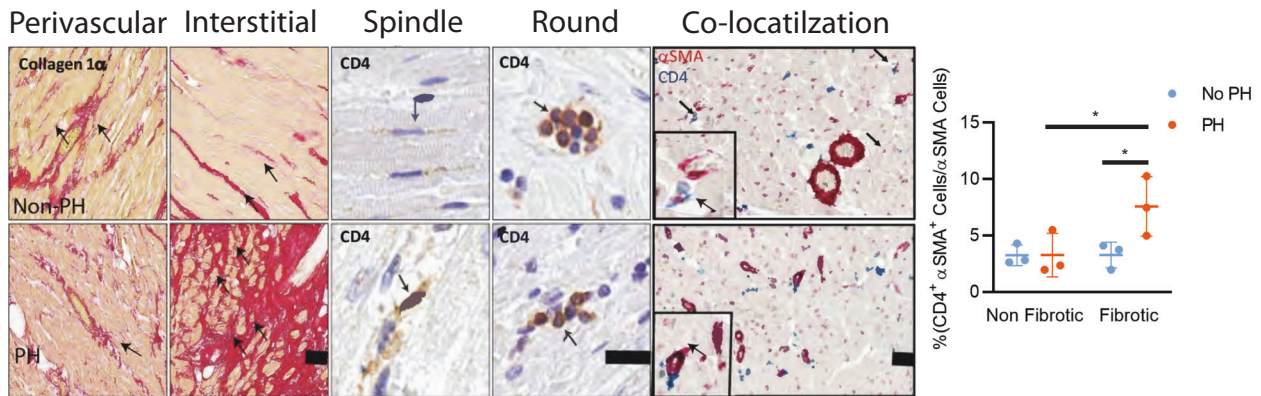 Perivascular Interstitial Spindle Round Co-locatilzation
Collagen 1α
CD4
CD4
αSMA
CD4
Non-PH
CD4
CD4
PH
%(CD4⁺ αSMA⁺ Cells/αSMA Cells)
15
10
5
0
*
*
Non Fibrotic Fibrotic
No PH
PH